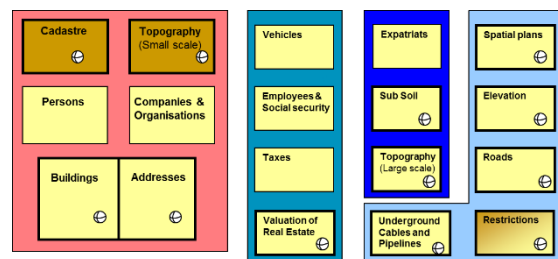 Cadastre
Topography
(Small scale)
Persons
Companies &
Organisations
Buildings
Addresses
Vehicles
Employees &
Social security
Taxes
Valuation of
Real Estate
Expatriats
Sub Soil
Topography
(Large scale)
Underground
Cables and
Pipelines
Spatial plans
Elevation
Roads
Restrictions